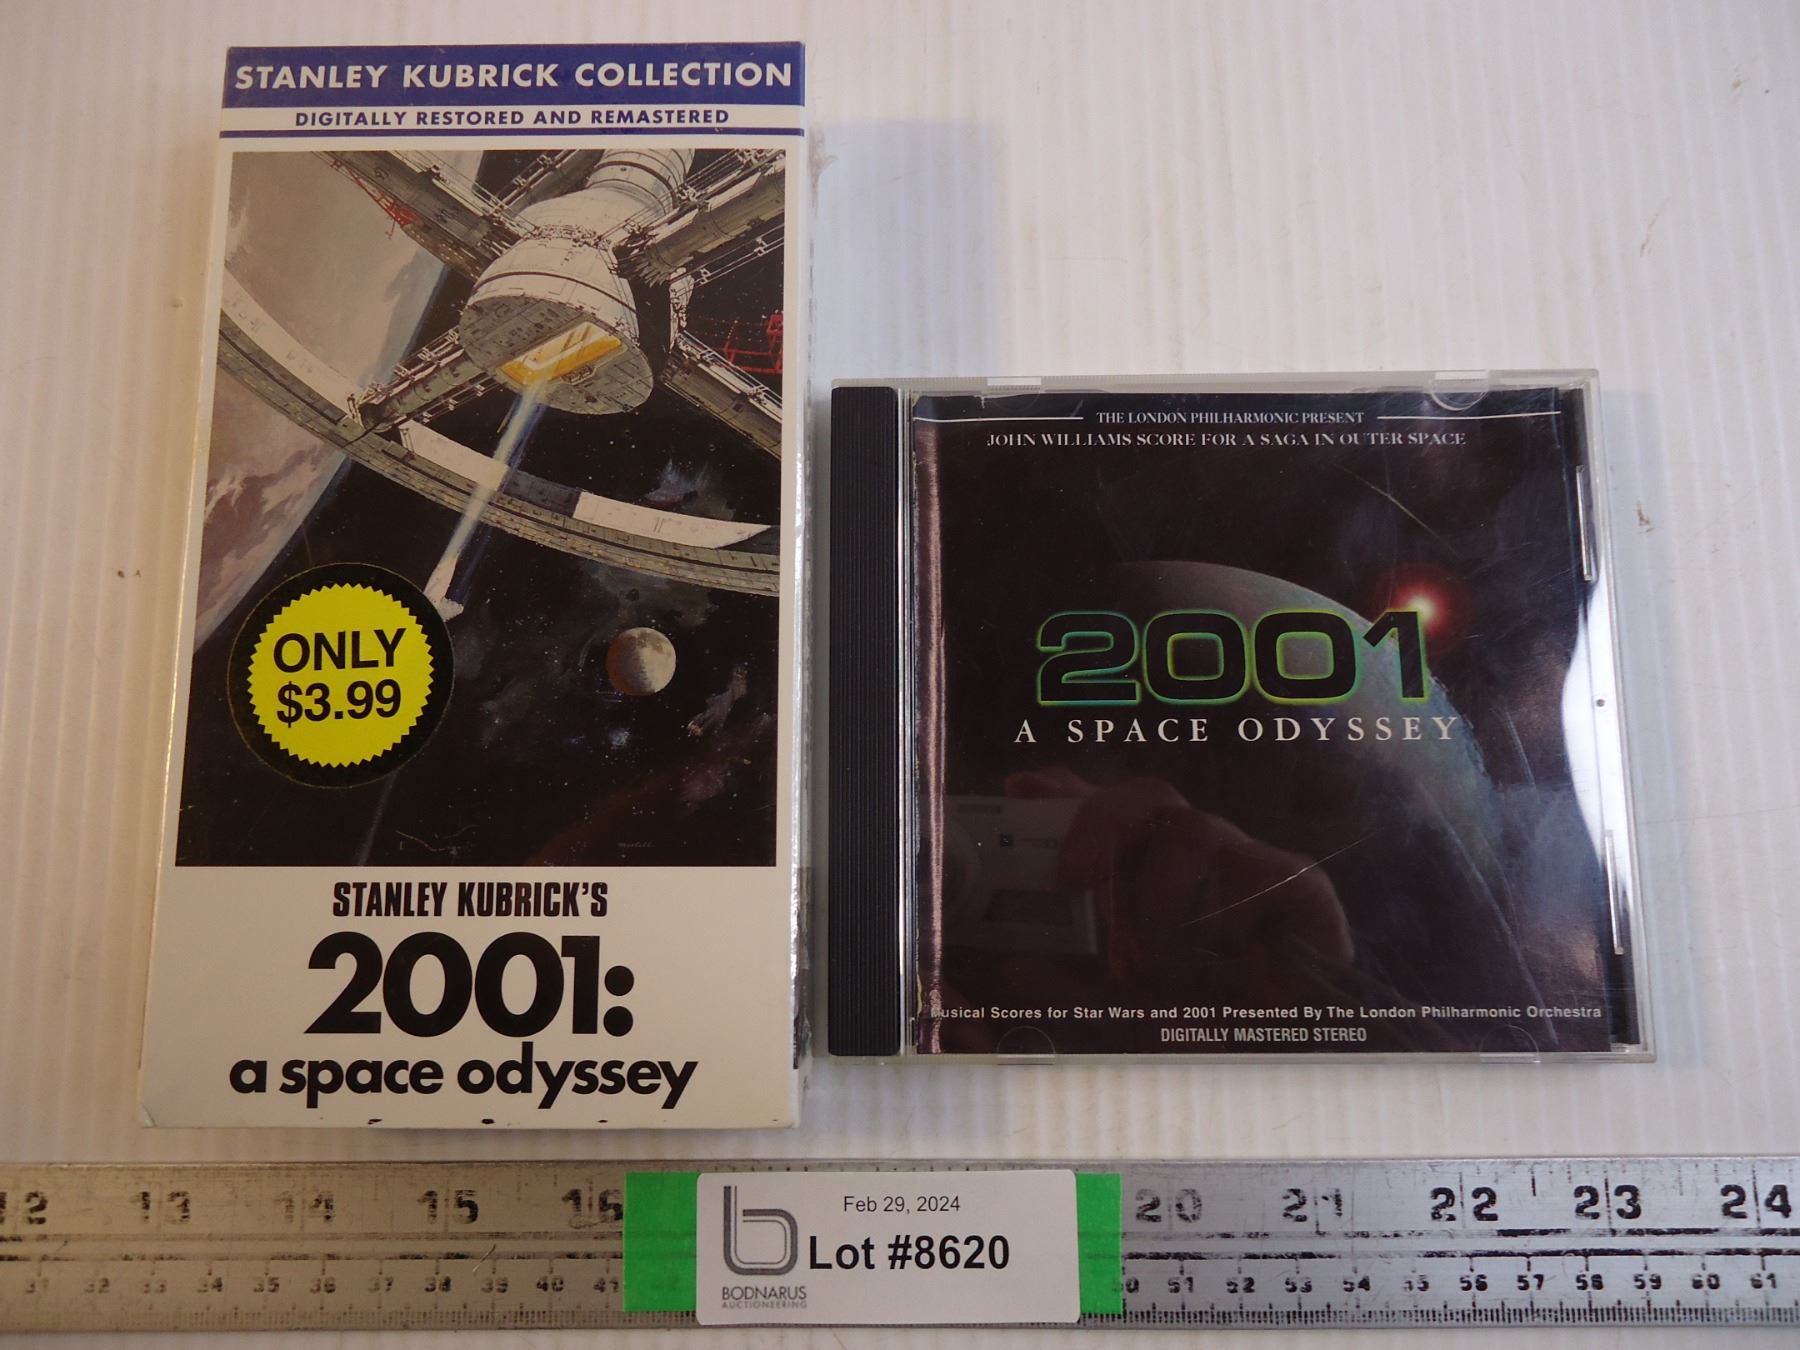 STANLEY KUBRICK COLLECTION
DIGITALLY RESTORED AND REMASTERED
ONLY
$3.99
STANLEY KUBRICK'S
2001:
a space odyssey
THE LONDON PHILHARMONIC PRESENT
JOHN WILLIAMS SCORE FOR A SAGA IN OUTER SPACE
2001
A SPACE ODYSSEY
Musical Scores for Star Wars and 2001 Presented By The London Philharmonic Orchestra
DIGITALLY MASTERED STEREO
12 13 14 15 16 20 21 22 23 24
31 32 33 34 35 36 37 38 39 40 41 50 51 52 53 54 55 56 57 58 59 60 61
Feb 29, 2024
Lot #8620
BODNARUS
AUCTIONEERING